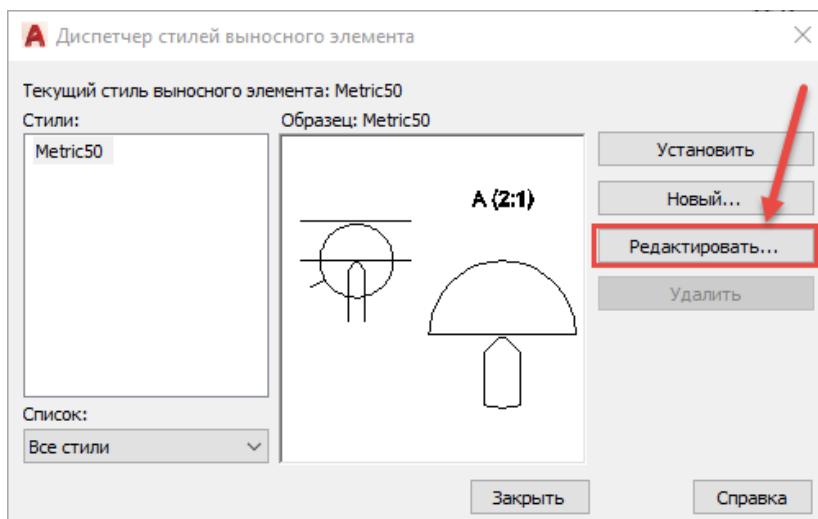 Диспетчер стилей выносного элемента
Текущий стиль выносного элемента: Metric50
Стили:
Образец: Metric50
Metric50
A (2:1)
Установить
Новый...
Редактировать...
Удалить
Список:
Все стили
Закрыть
Справка